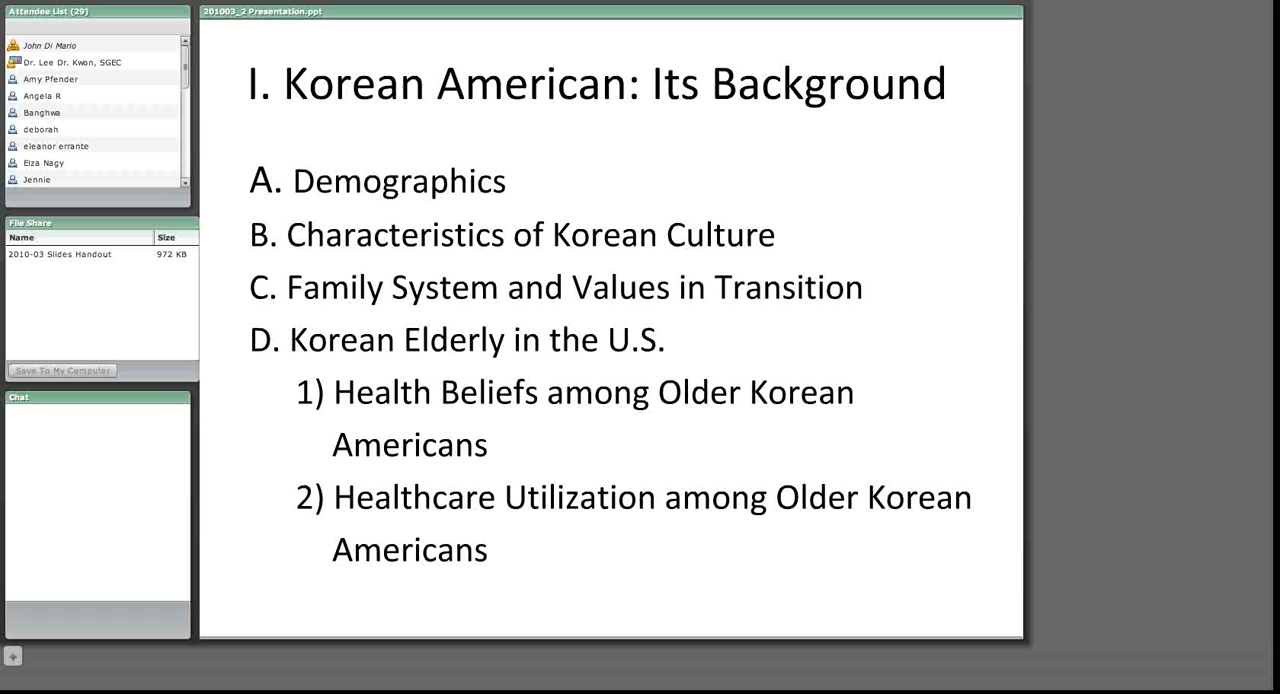 Attendee List (29)
John Di Mario
Dr. Lee Dr. Kwon, SGEC
Amy Pfender
Angela R
Banghwa
deborah
eleanor errante
Elza Nagy
Jennie
File Share
Name Size
2010-03 Slides Handout 972 KB
Save To My Computer
Chat
201003_2 Presentation.ppt
I. Korean American: Its Background
A. Demographics
B. Characteristics of Korean Culture
C. Family System and Values in Transition
D. Korean Elderly in the U.S.
1) Health Beliefs among Older Korean
Americans
2) Healthcare Utilization among Older Korean
Americans